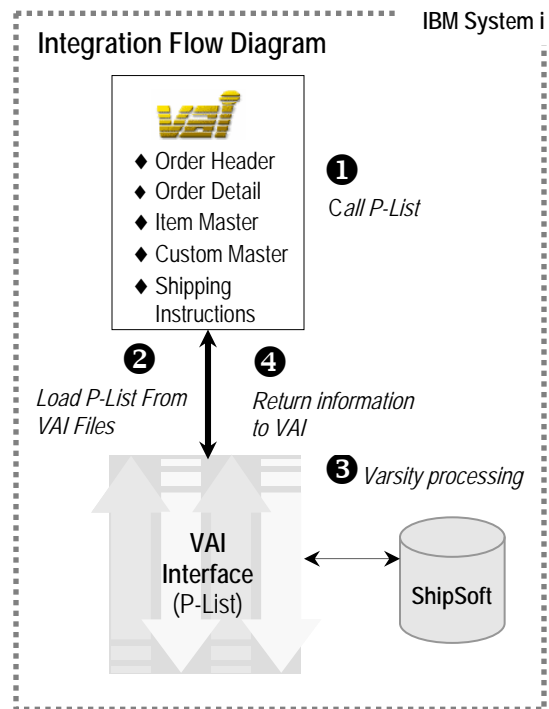 IBM System i
Integration Flow Diagram
vai
♦ Order Header
♦ Order Detail
♦ Item Master
♦ Custom Master
♦ Shipping
Instructions
❶
Call P-List
❷
Load P-List From
VAI Files
❹
Return information
to VAI
❸ Varsity processing
VAI
Interface
(P-List)
ShipSoft